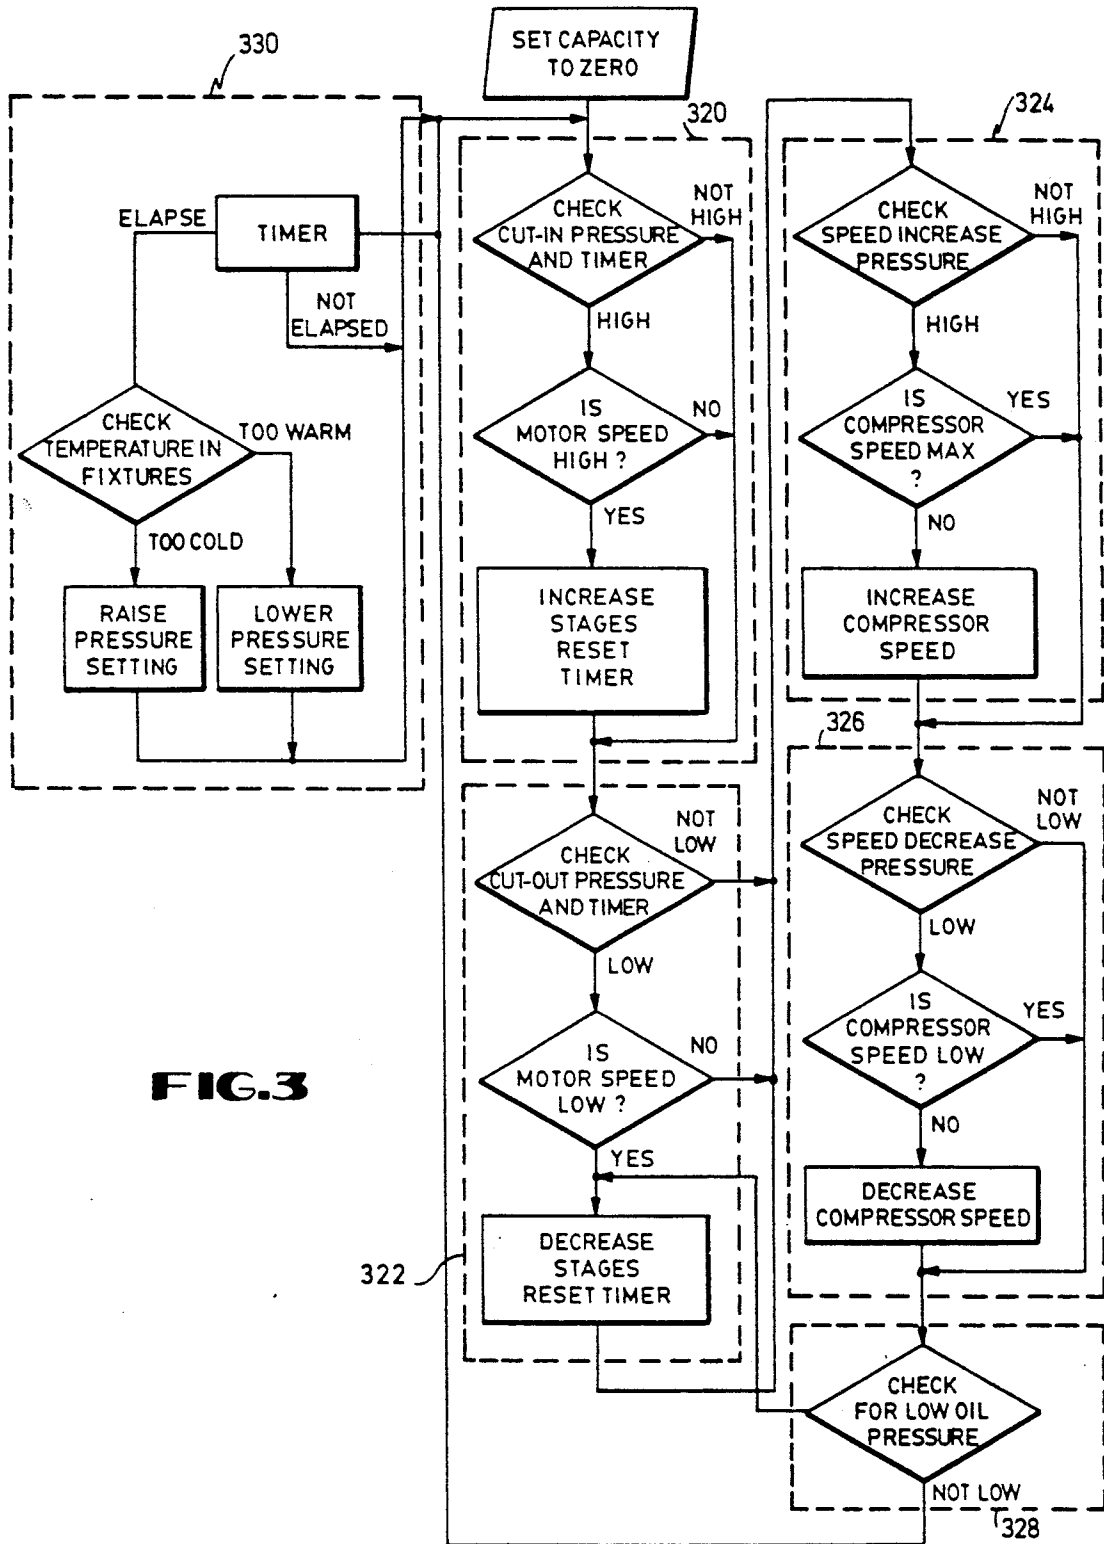 SET CAPACITY
TO ZERO
330
ELAPSE
TIMER
NOT
ELAPSED
CHECK
TEMPERATURE IN
FIXTURES
TOO WARM
TOO COLD
RAISE
PRESSURE
SETTING
LOWER
PRESSURE
SETTING
320
CHECK
CUT-IN PRESSURE
AND TIMER
NOT
HIGH
HIGH
IS
MOTOR SPEED
HIGH ?
NO
YES
INCREASE
STAGES
RESET
TIMER
CHECK
CUT-OUT PRESSURE
AND TIMER
NOT
LOW
LOW
IS
MOTOR SPEED
LOW ?
NO
YES
DECREASE
STAGES
RESET TIMER
322
324
CHECK
SPEED INCREASE
PRESSURE
NOT
HIGH
HIGH
IS
COMPRESSOR
SPEED MAX
?
YES
NO
INCREASE
COMPRESSOR
SPEED
326
CHECK
SPEED DECREASE
PRESSURE
NOT
LOW
LOW
IS
COMPRESSOR
SPEED LOW
?
YES
NO
DECREASE
COMPRESSOR SPEED
CHECK
FOR LOW OIL
PRESSURE
NOT LOW
328
FIG.3